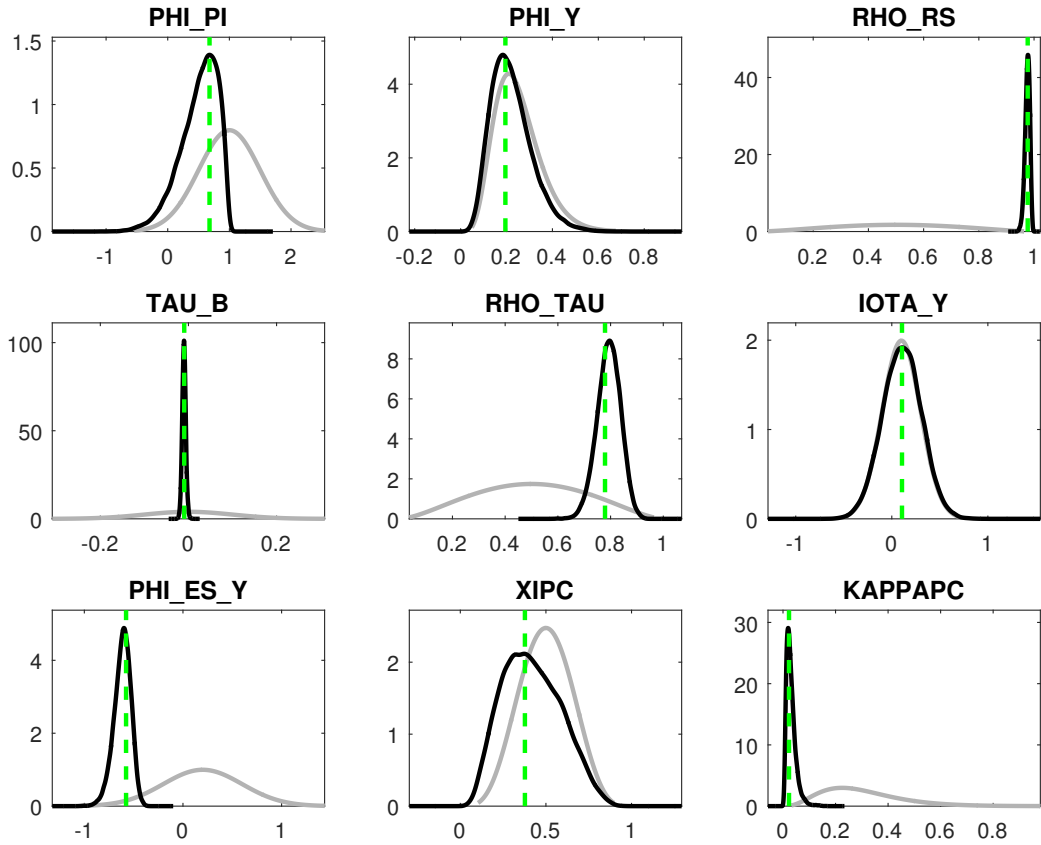 PHI_PI PHI_Y RHO_RS
1.5
1
0.5
0
-1 0 1 2
4
2
0
-0.2 0 0.2 0.4 0.6 0.8
40
20
0
0.2 0.4 0.6 0.8 1
TAU_B RHO_TAU IOTA_Y
100
50
0
-0.2 0 0.2
8
6
4
2
0
0.2 0.4 0.6 0.8 1
2
1
0
-1 0 1
PHI_ES_Y XIPC KAPPAPC
4
2
0
-1 0 1
2
1
0
0 0.5 1
30
20
10
0
0 0.2 0.4 0.6 0.8